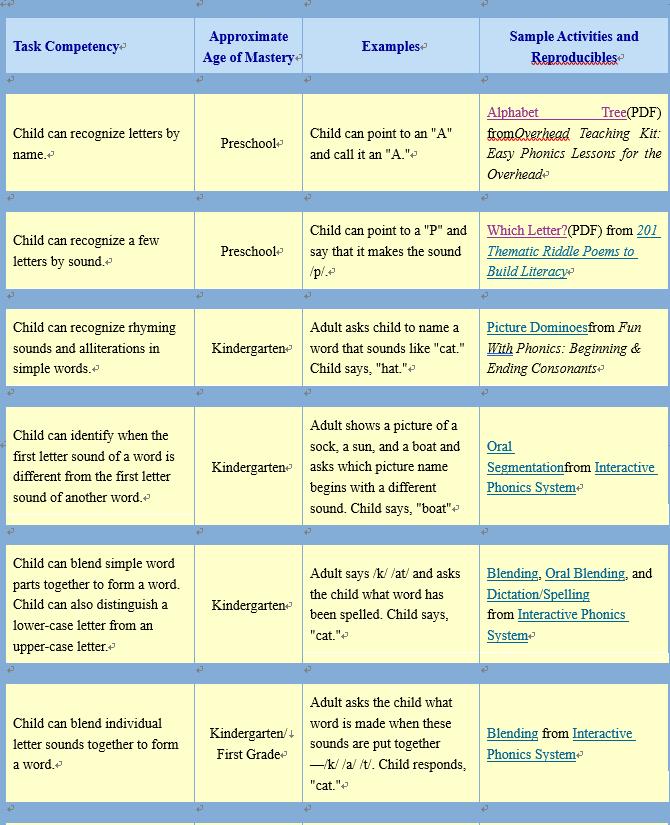 Task Competency
Approximate
Age of Mastery
Examples
Sample Activities and
Reproducibles
Child can recognize letters by
name.
Preschool
Child can point to an "A"
and call it an "A."
Alphabet Tree(PDF)
fromOverhead Teaching Kit:
Easy Phonics Lessons for the
Overhead
Child can recognize a few
letters by sound.
Preschool
Child can point to a "P" and
say that it makes the sound
/p/.
Which Letter?(PDF) from 201
Thematic Riddle Poems to
Build Literacy
Child can recognize rhyming
sounds and alliterations in
simple words.
Kindergarten
Adult asks child to name a
word that sounds like "cat."
Child says, "hat."
Picture Dominoesfrom Fun
With Phonics: Beginning &
Ending Consonants
Child can identify when the
first letter sound of a word is
different from the first letter
sound of another word.
Kindergarten
Adult shows a picture of a
sock, a sun, and a boat and
asks which picture name
begins with a different
sound. Child says, "boat"
Oral
Segmentationfrom Interactive
Phonics System
Child can blend simple word
parts together to form a word.
Child can also distinguish a
lower-case letter from an
upper-case letter.
Kindergarten
Adult says /k/ /at/ and asks
the child what word has
been spelled. Child says,
"cat."
Blending, Oral Blending, and
Dictation/Spelling
from Interactive Phonics
System
Child can blend individual
letter sounds together to form
a word.
Kindergarten/
First Grade
Adult asks the child what
word is made when these
sounds are put together
—/k/ /a/ /t/. Child responds,
"cat."
Blending from Interactive
Phonics System